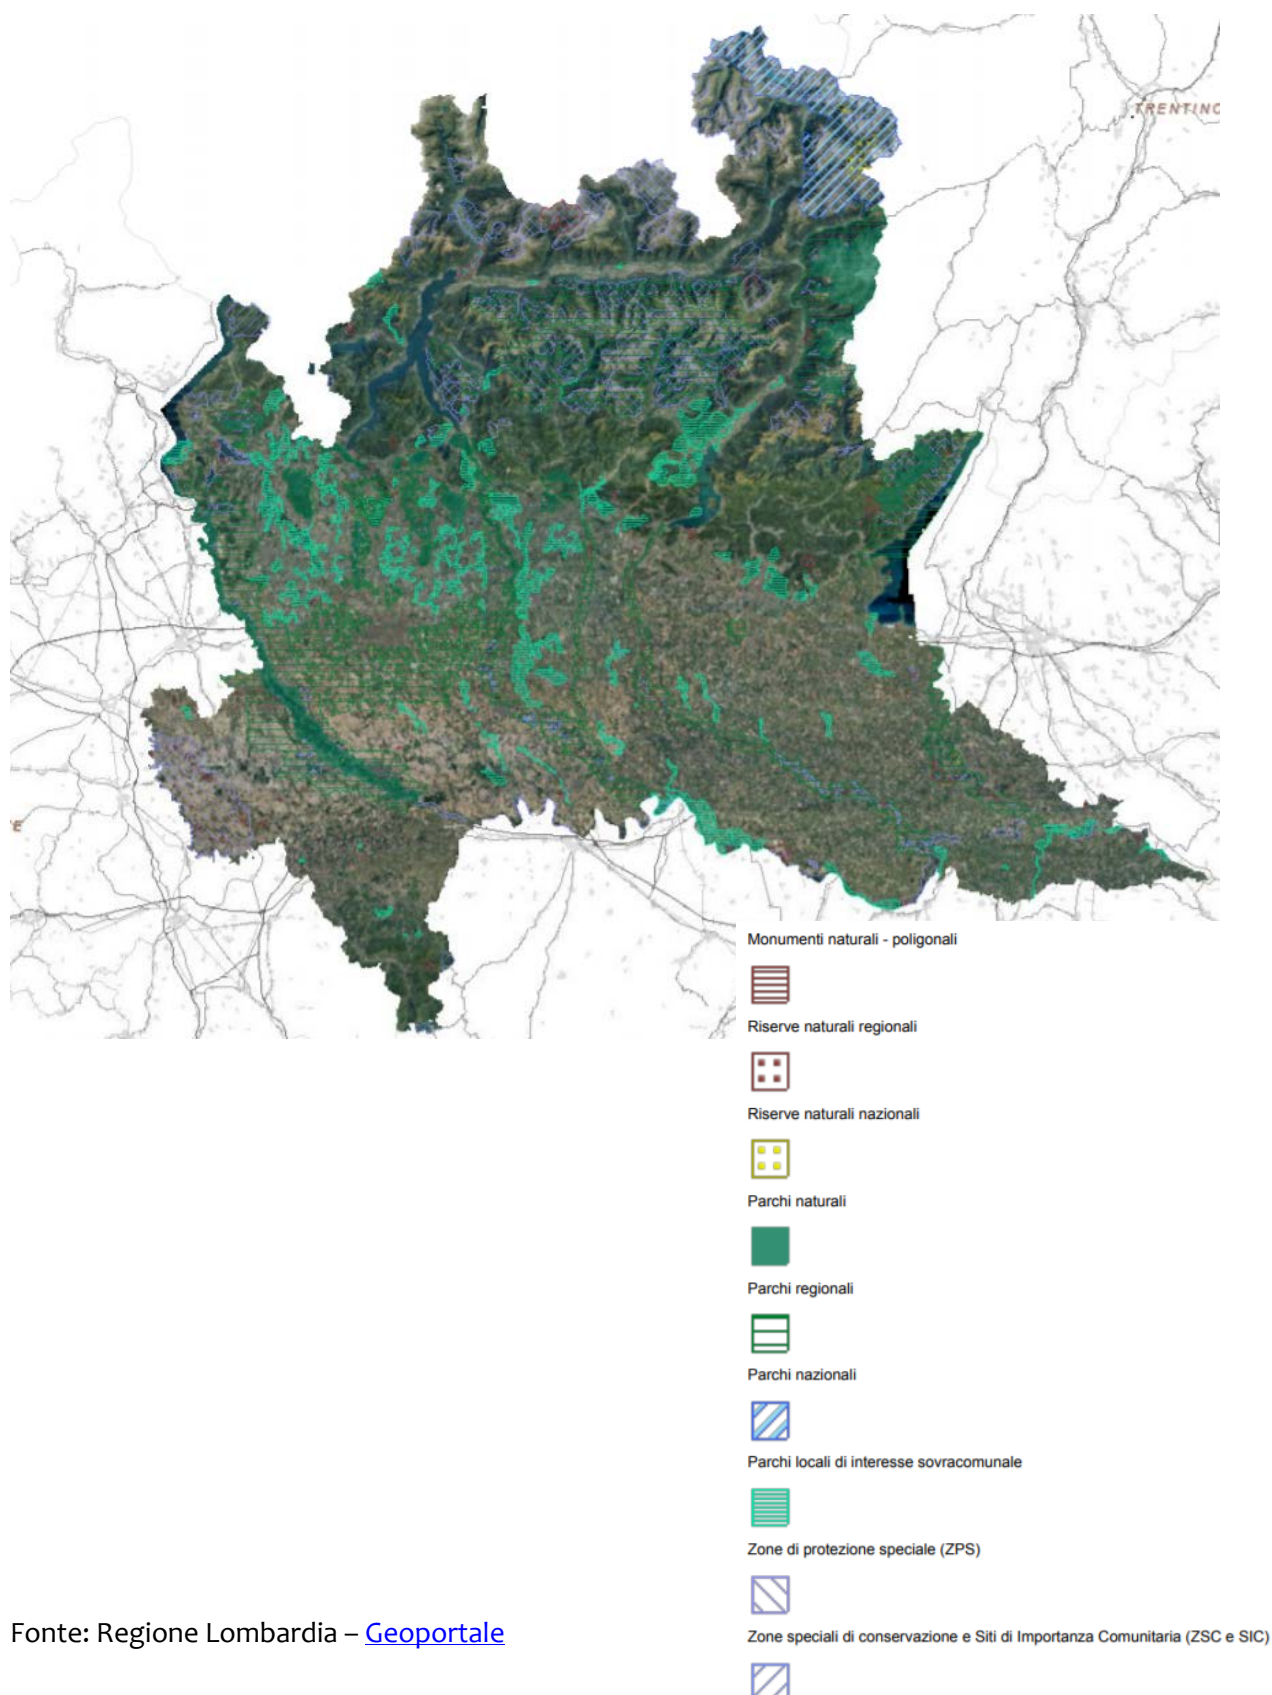 TRENTINO
E
Monumenti naturali - poligonali
Riserve naturali regionali
Riserve naturali nazionali
Parchi naturali
Parchi regionali
Parchi nazionali
Parchi locali di interesse sovracomunale
Zone di protezione speciale (ZPS)
Fonte: Regione Lombardia – Geoportale
Zone speciali di conservazione e Siti di Importanza Comunitaria (ZSC e SIC)